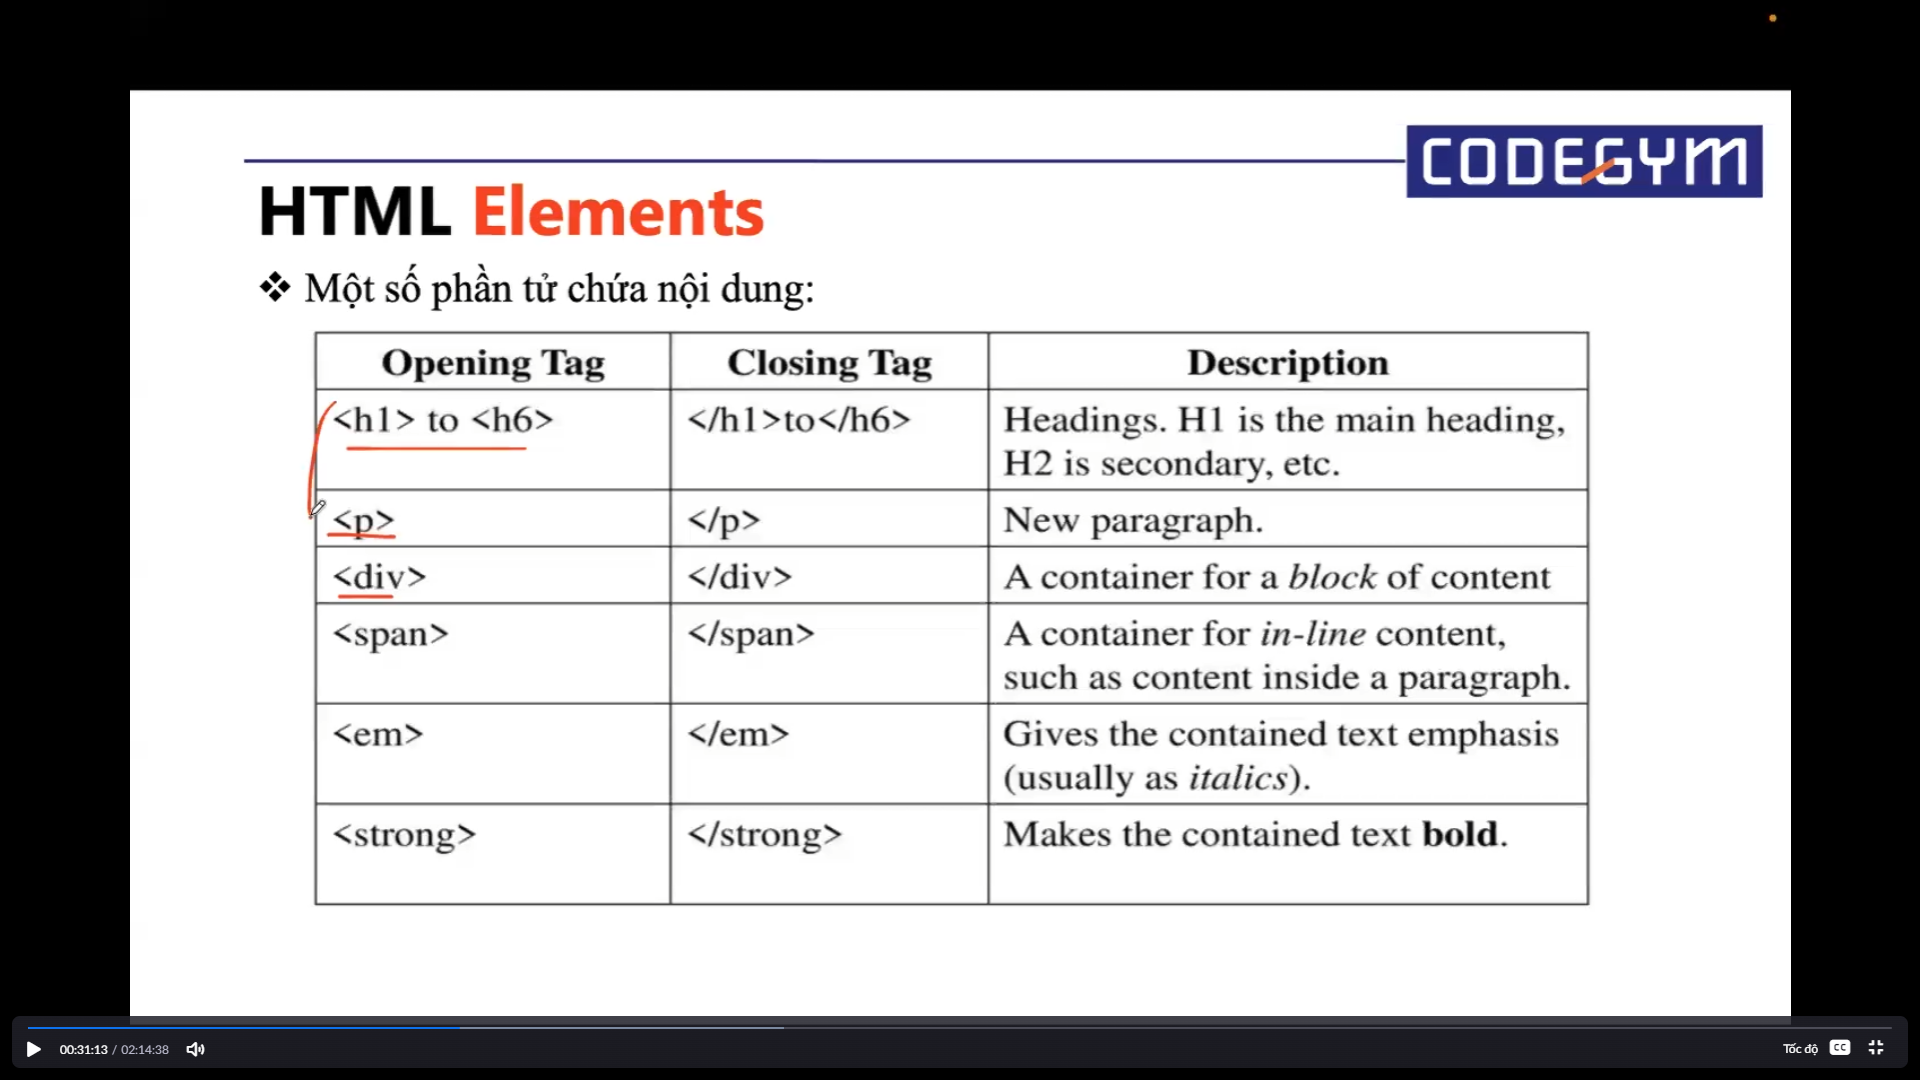 CODEGYM
HTML Elements
❖ Một số phần tử chứa nội dung:
Opening Tag Closing Tag Description
<h1> to <h6> </h1>to</h6> Headings. H1 is the main heading,
H2 is secondary, etc.
<p> </p> New paragraph.
<div> </div> A container for a block of content
<span> </span> A container for in-line content,
such as content inside a paragraph.
<em> </em> Gives the contained text emphasis
(usually as italics).
<strong> </strong> Makes the contained text bold.
00:31:13 / 02:14:38 Tốc độ CC